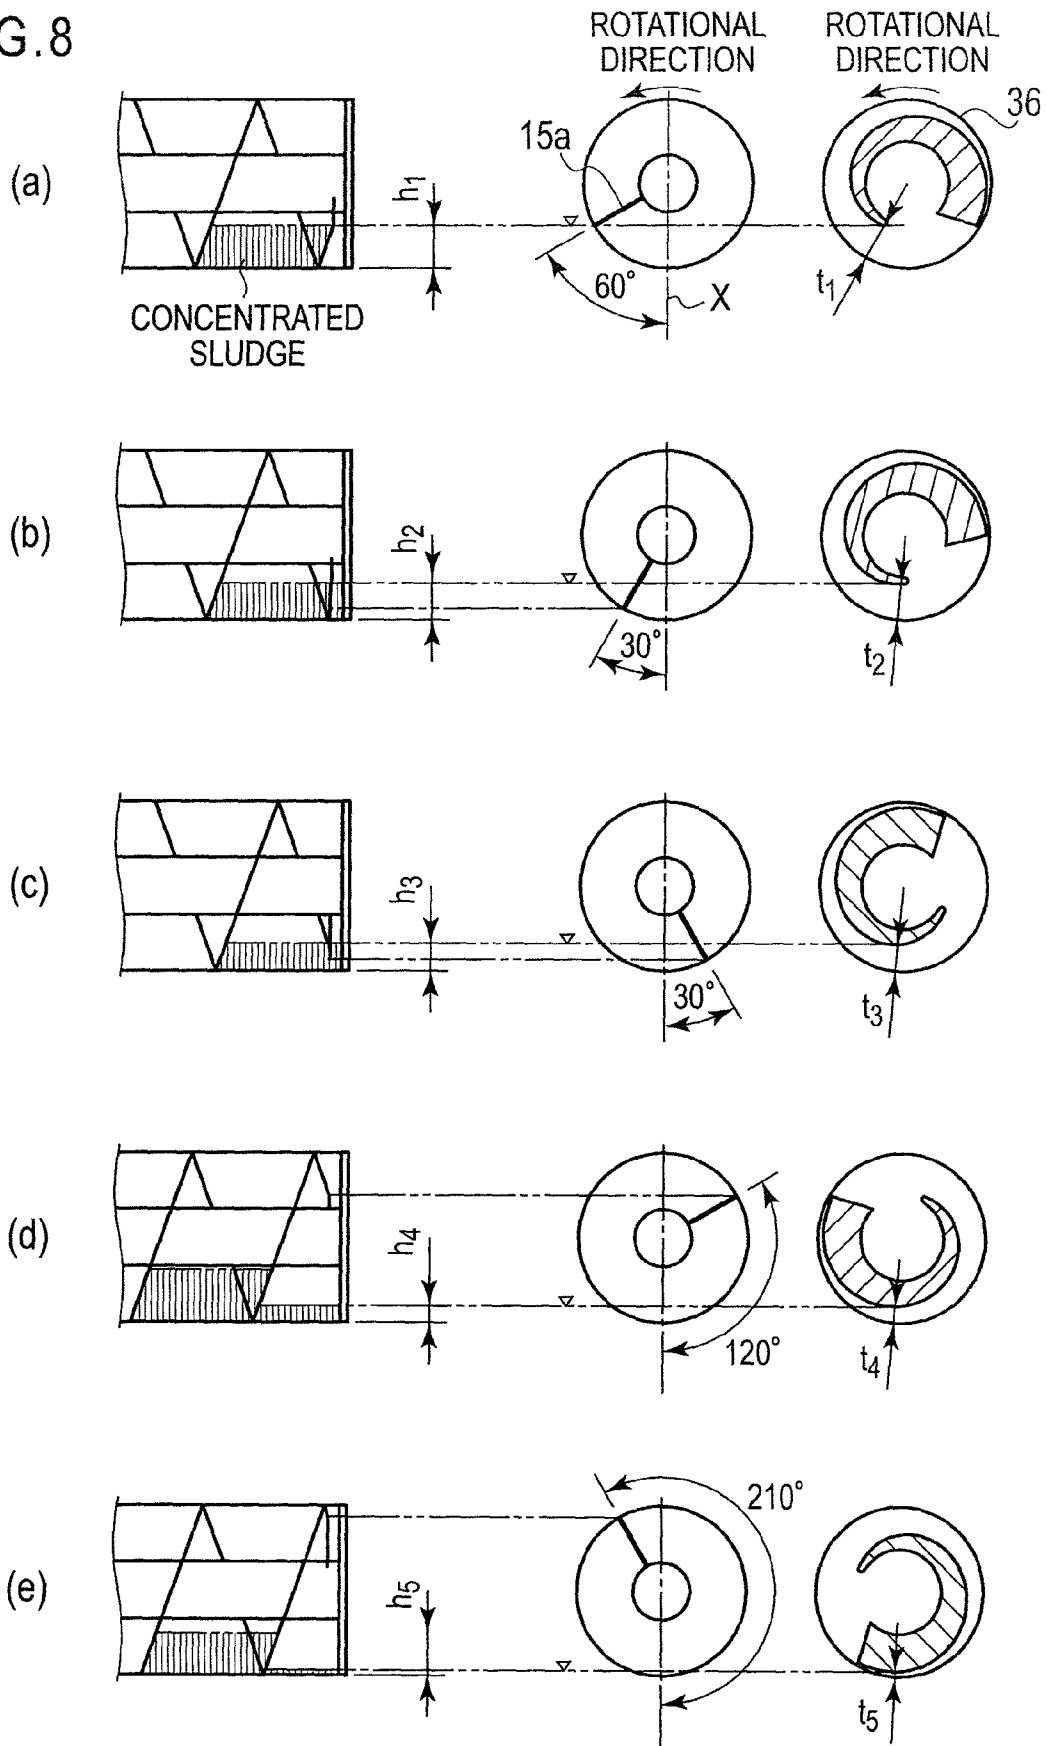 G.8
ROTATIONAL DIRECTION
ROTATIONAL DIRECTION
36
15a
(a)
h1
60°
X
t1
CONCENTRATED
SLUDGE
(b)
h2
30°
t2
(c)
h3
30°
t3
(d)
h4
120°
t4
(e)
h5
210°
t5